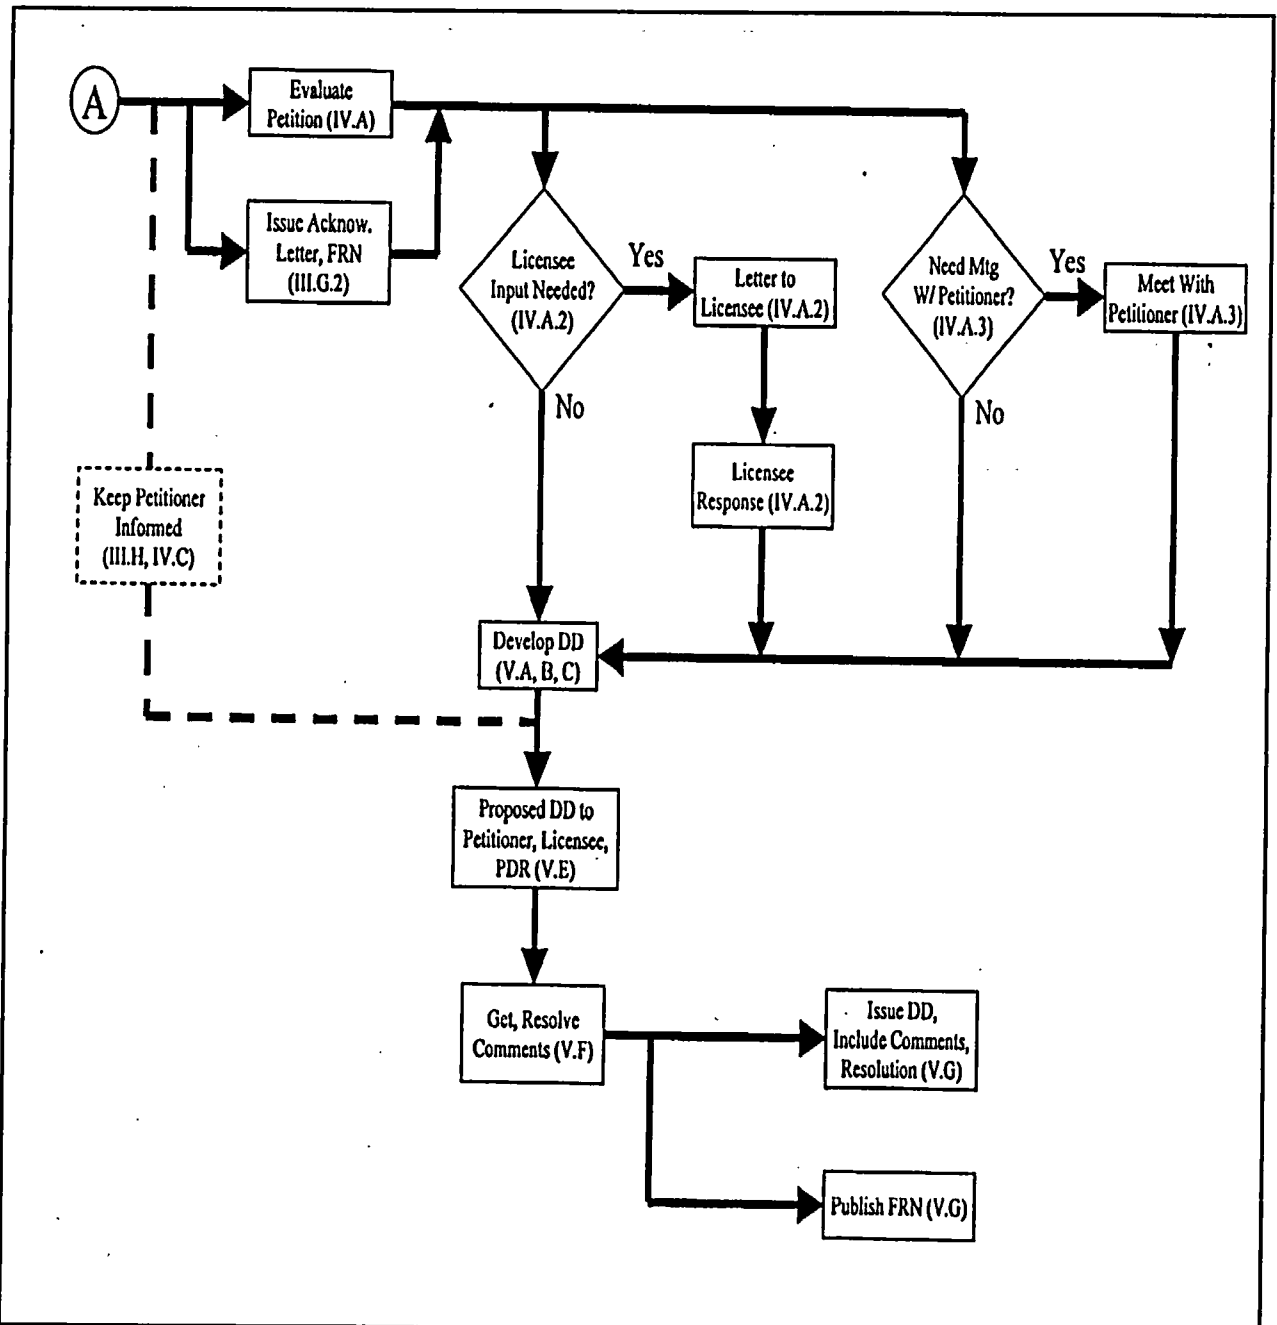 A
Evaluate
Petition (IV.A)
Issue Acknow.
Letter, FRN
(III.G.2)
Licensee
Input Needed?
(IV.A.2)
Yes
Letter to
Licensee (IV.A.2)
Need Mtg
W/ Petitioner?
(IV.A.3)
Yes
Meet With
Petitioner (IV.A.3)
No
No
Licensee
Response (IV.A.2)
Keep Petitioner
Informed
(III.H, IV.C)
Develop DD
(V.A, B, C)
Proposed DD to
Petitioner, Licensee,
PDR (V.E)
Get, Resolve
Comments (V.F)
Issue DD,
Include Comments,
Resolution (V.G)
Publish FRN (V.G)